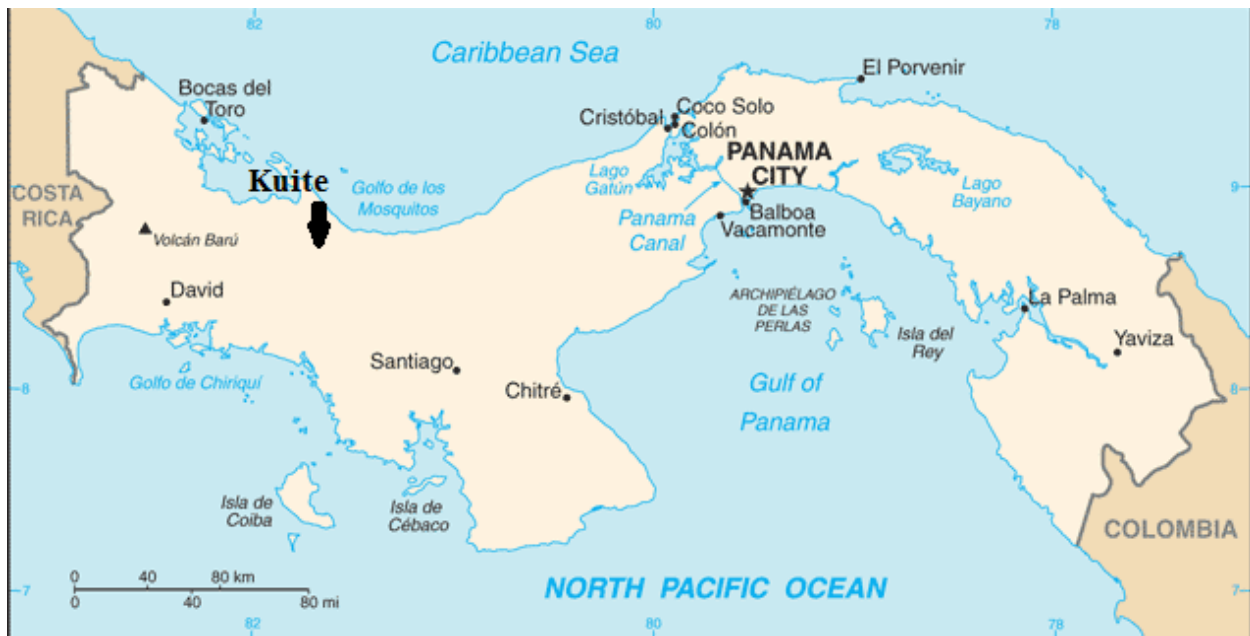 82
80
78
Caribbean Sea
El Porvenir
Bocas del
Toro
Coco Solo
Cristóbal
Colón
PANAMA
CITY
Kuite
Golfo de los
Mosquitos
Lago
Gatún
Lago
Bayano
COSTA
RICA
9
9
Panama
Canal
Balboa
Vacamonte
Volcán Barú
David
ARCHIPIÉLAGO
DE LAS
PERLAS
Isla del
Rey
La Palma
Yaviza
Santiago
Chitré
Golfo de Chiriquí
8
8
Gulf of
Panama
Isla de
Coiba
Isla de
Cébaco
COLOMBIA
0 40 80 km
0 40 80 mi
NORTH PACIFIC OCEAN
7
7
82
80
78